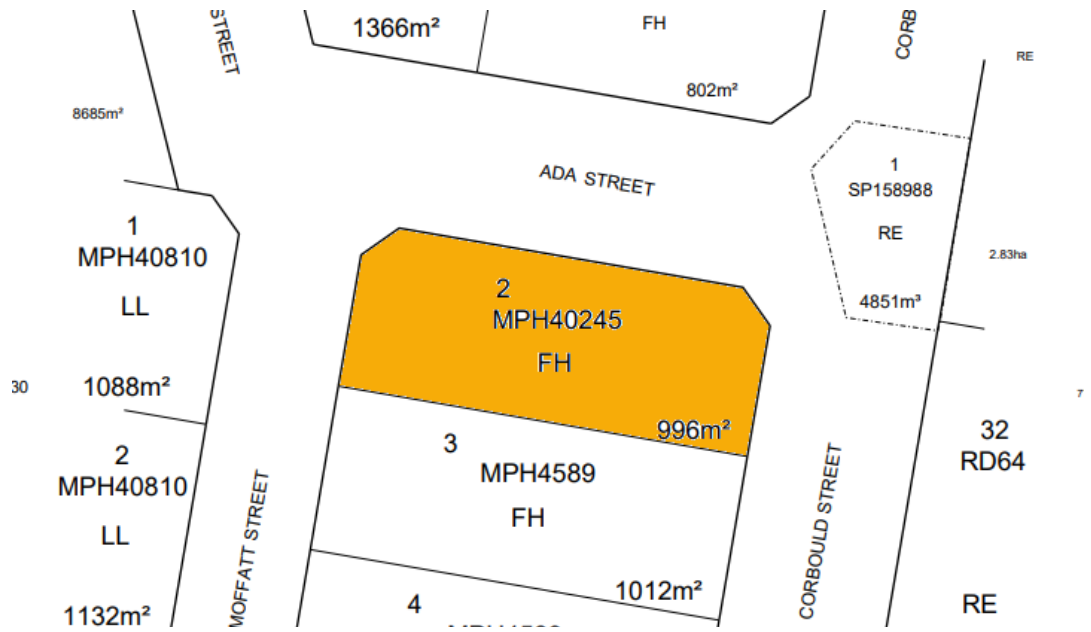 STREET
1366m²
FH
CORB
RE
802m²
8685m²
ADA STREET
1
SP158988
RE
4851m³
2.83ha
1
MPH40810
LL
1088m²
30
2
MPH40245
FH
996m²
7
3
MPH4589
FH
1012m²
2
MPH40810
LL
1132m²
MOFFATT STREET
CORBOULD STREET
32
RD64
RE
4